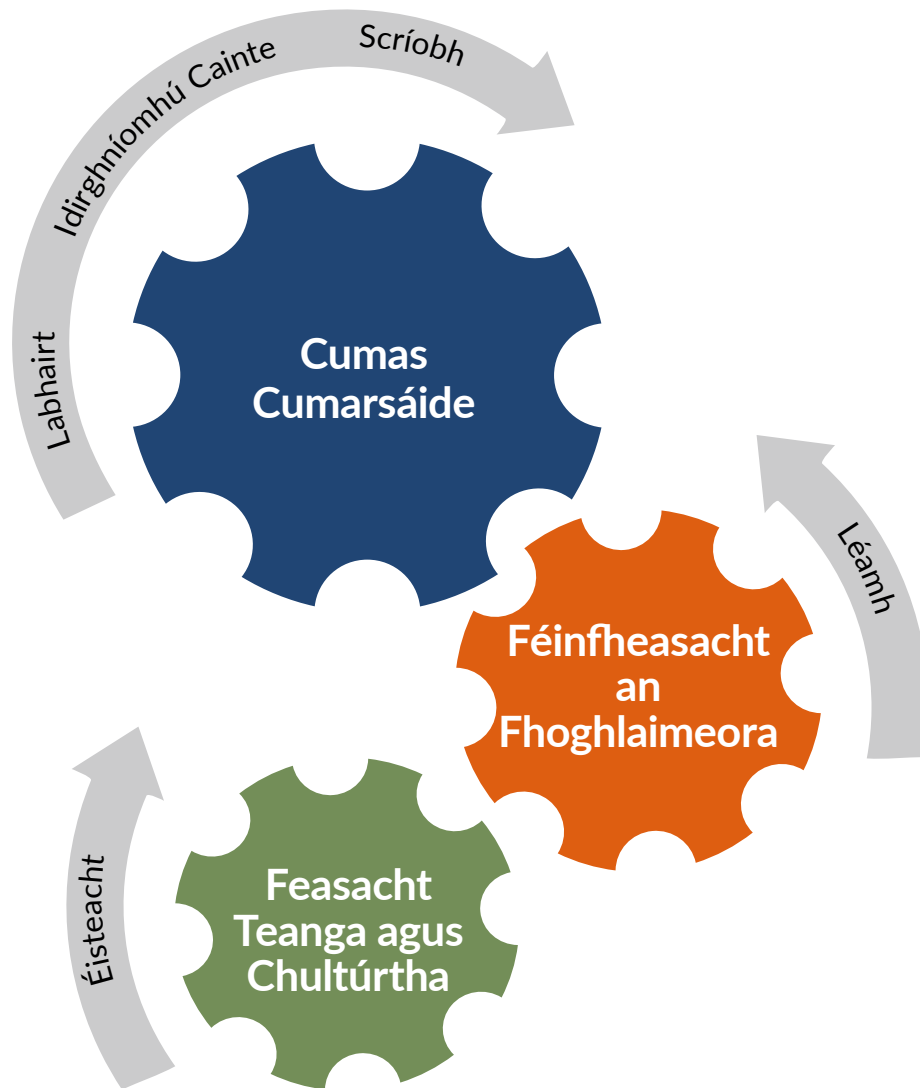 Scríobh
Idirghníomhú Cainte
Labhairt
Cumas
Cumarsáide
Léamh
Féinfheasacht
an
Fhoghlaimeora
Éisteacht
Feasacht
Teanga agus
Chultúrtha